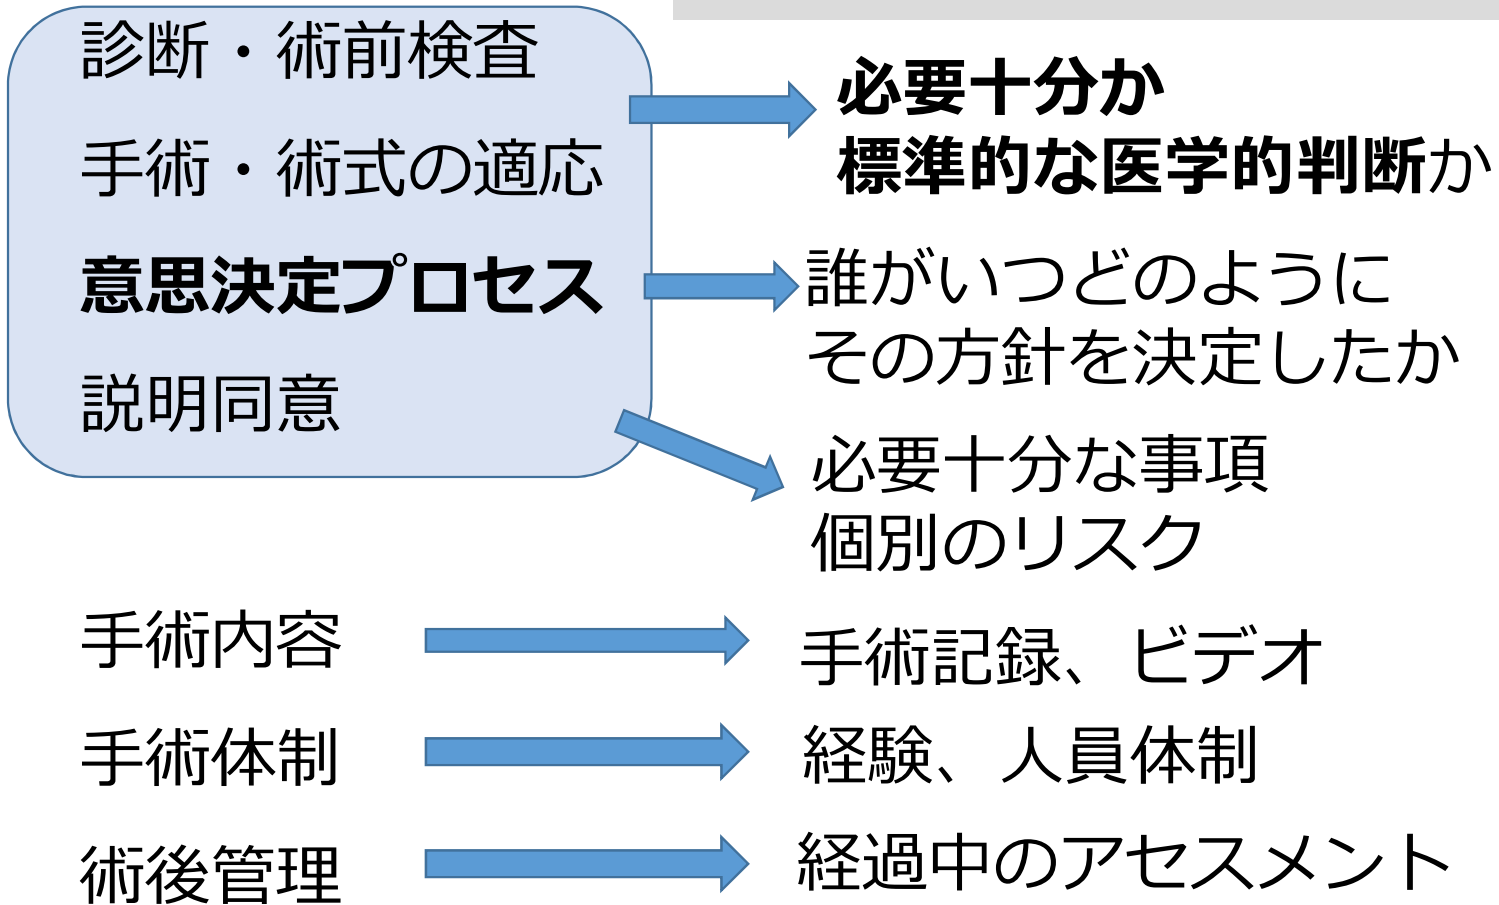 診断・術前検査
手術・術式の適応
意思決定プロセス
説明同意
必要十分か
標準的な医学的判断か
誰がいつどのように
その方針を決定したか
必要十分な事項
個別のリスク
手術内容
手術記録、ビデオ
手術体制
経験、人員体制
術後管理
経過中のアセスメント